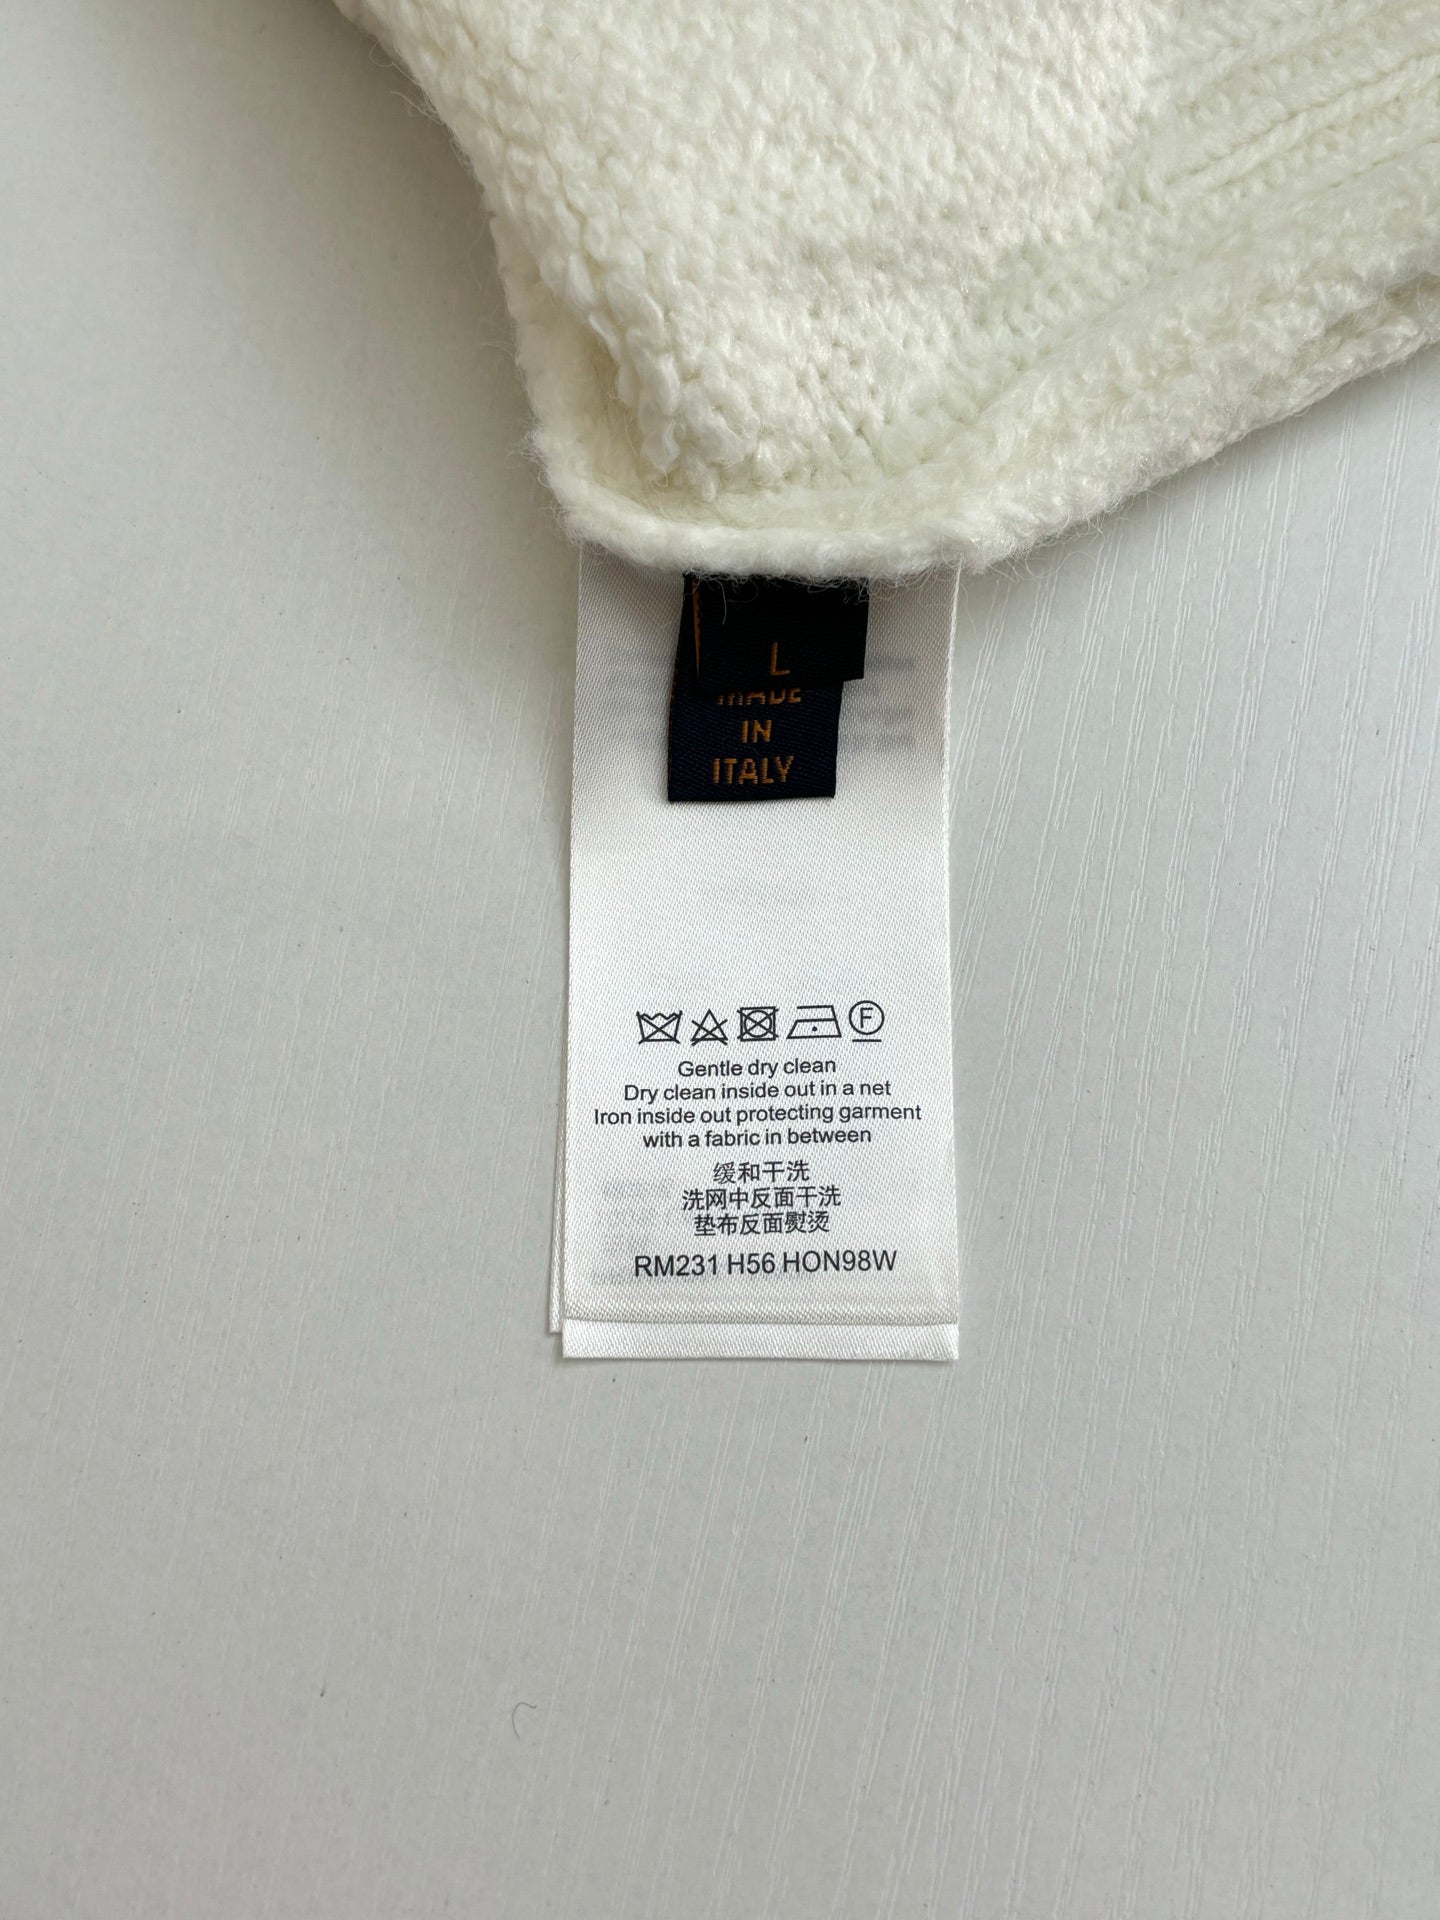 L
MADE
IN
ITALY
F
Gentle dry clean
Dry clean inside out in a net
Iron inside out protecting garment
with a fabric in between
缓和干洗
洗网中反面干洗
垫布反面熨烫
RM231 H56 HON98W